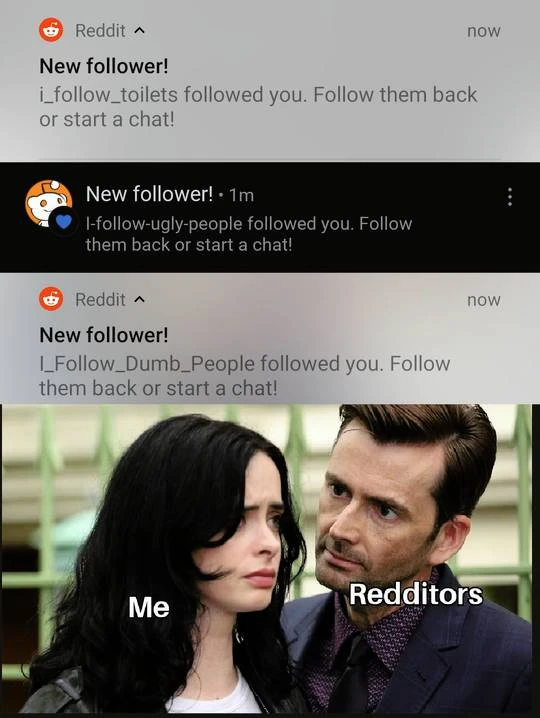 Reddit now
New follower!
i_follow_toilets followed you. Follow them back
or start a chat!
New follower! • 1m
I-follow-ugly-people followed you. Follow
them back or start a chat!
Reddit now
New follower!
I_Follow_Dumb_People followed you. Follow
them back or start a chat!
Me
Redditors